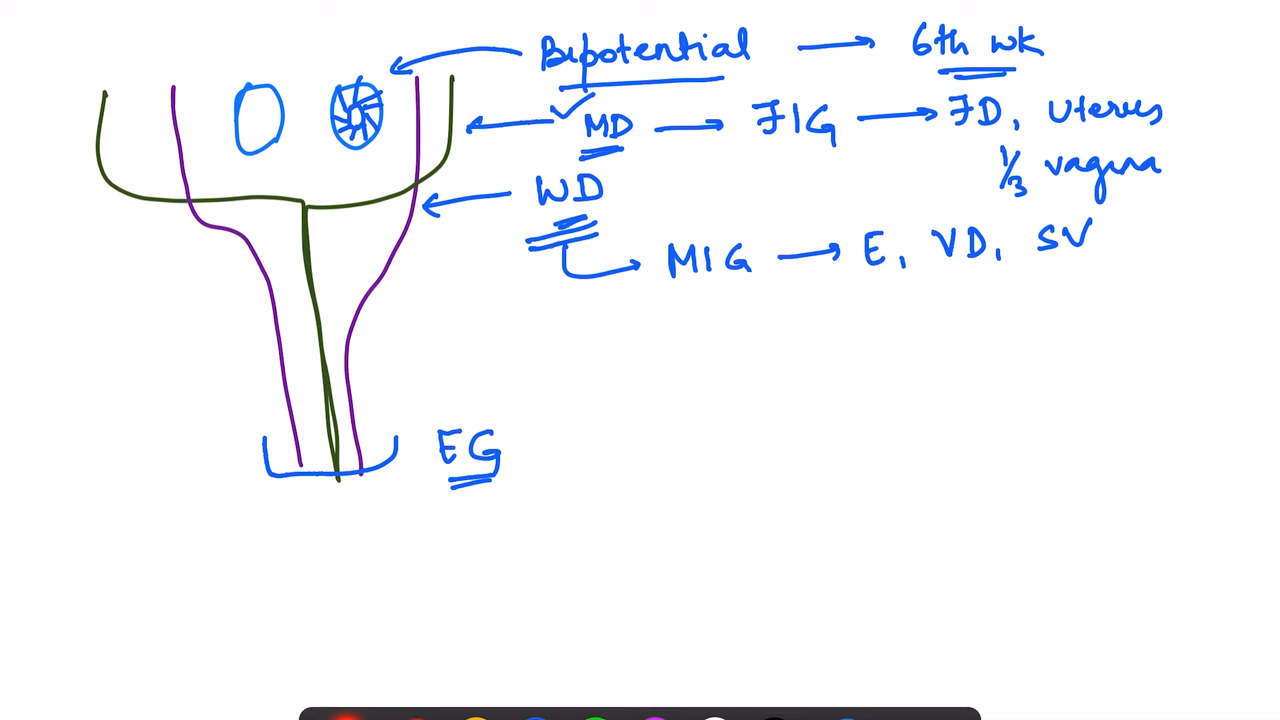 Bipotential → 6th wk
MD → FIG → FD, Uterus
1/3 vagina
WD
MIG → E, VD, SV
EG